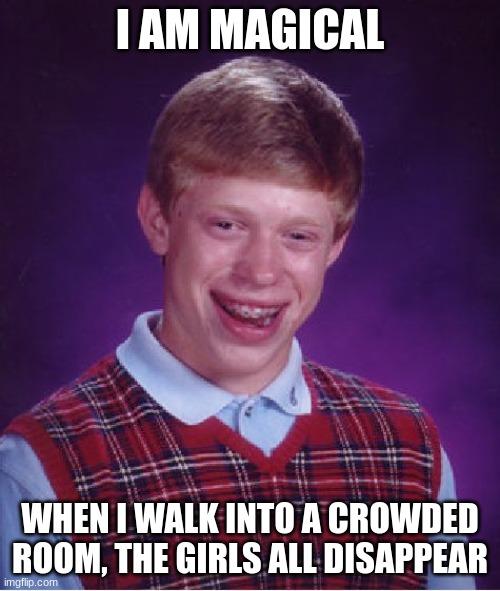 I AM MAGICAL
WHEN I WALK INTO A CROWDED
ROOM, THE GIRLS ALL DISAPPEAR
imgflip.com